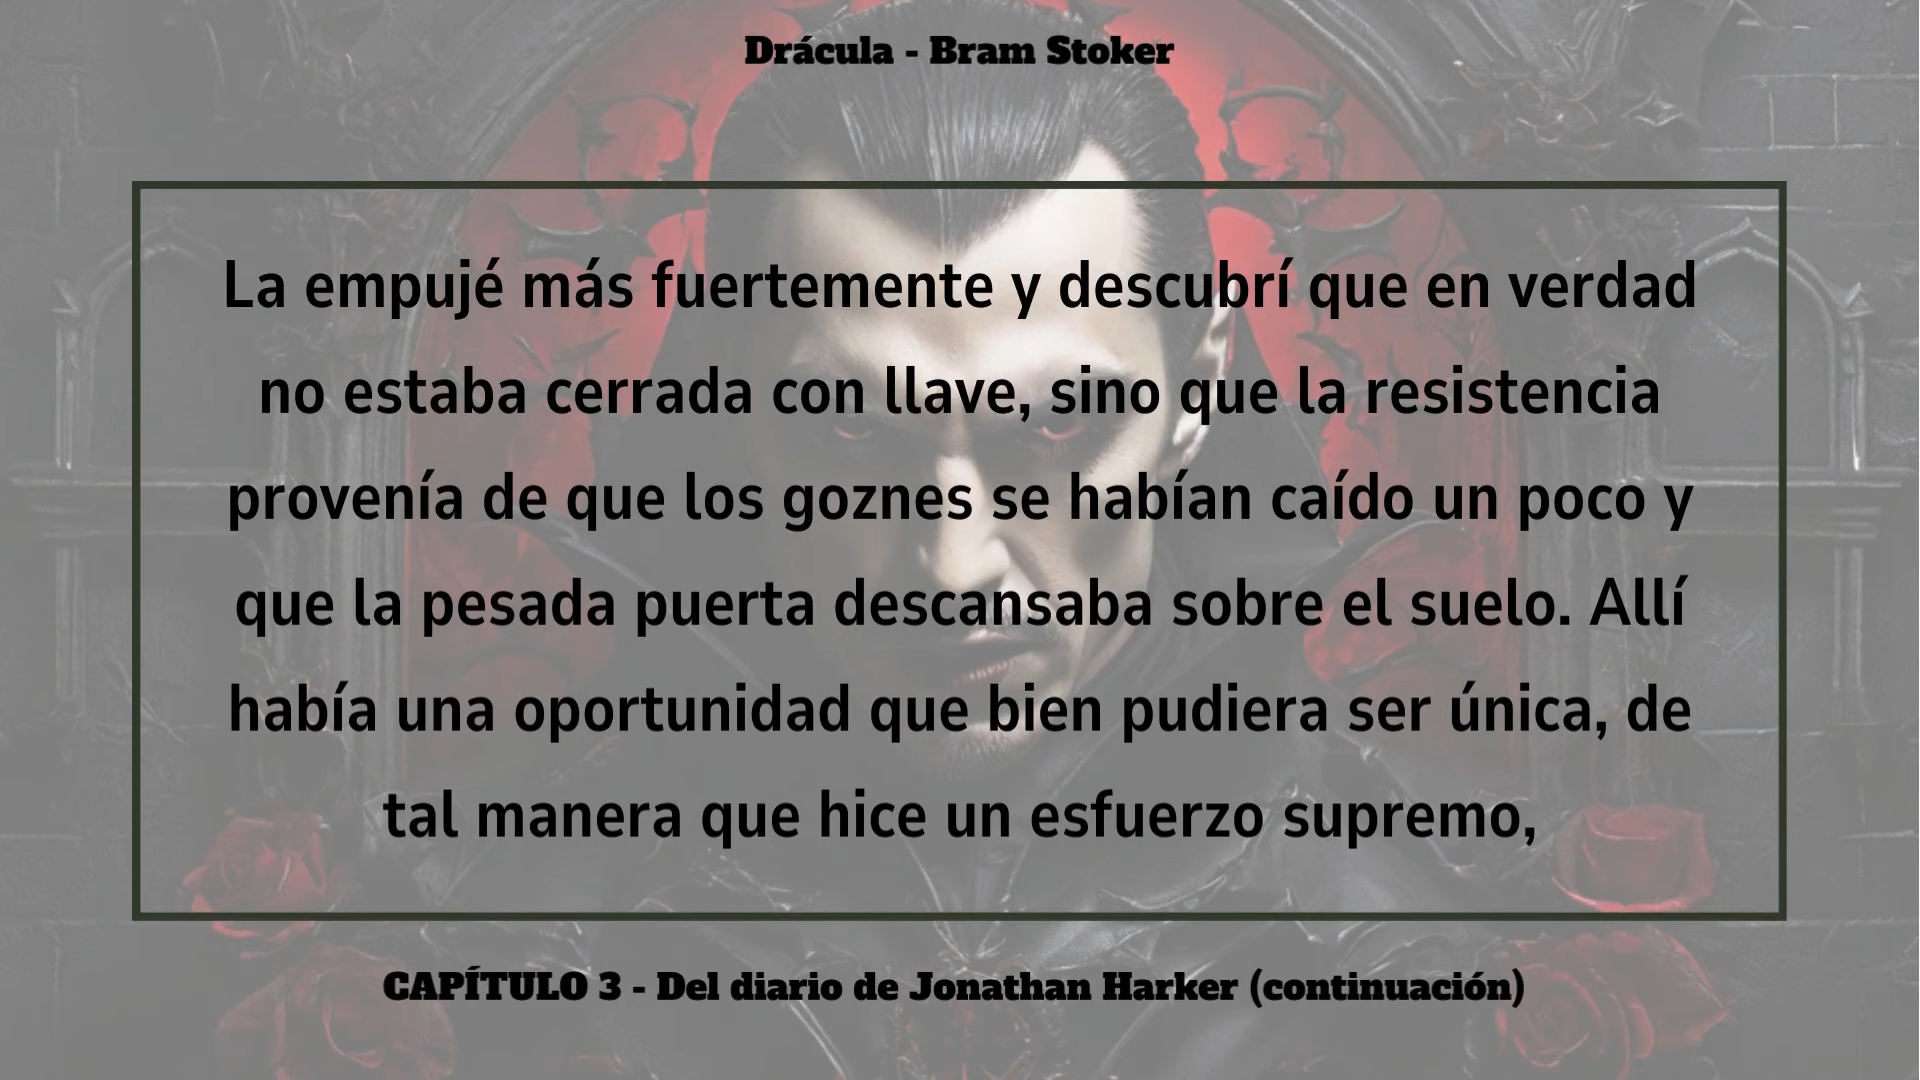 Drácula - Bram Stoker
La empujé más fuertemente y descubrí que en verdad
no estaba cerrada con llave, sino que la resistencia
provenía de que los goznes se habían caído un poco y
que la pesada puerta descansaba sobre el suelo. Allí
había una oportunidad que bien pudiera ser única, de
tal manera que hice un esfuerzo supremo,
CAPÍTULO 3 - Del diario de Jonathan Harker (continuación)